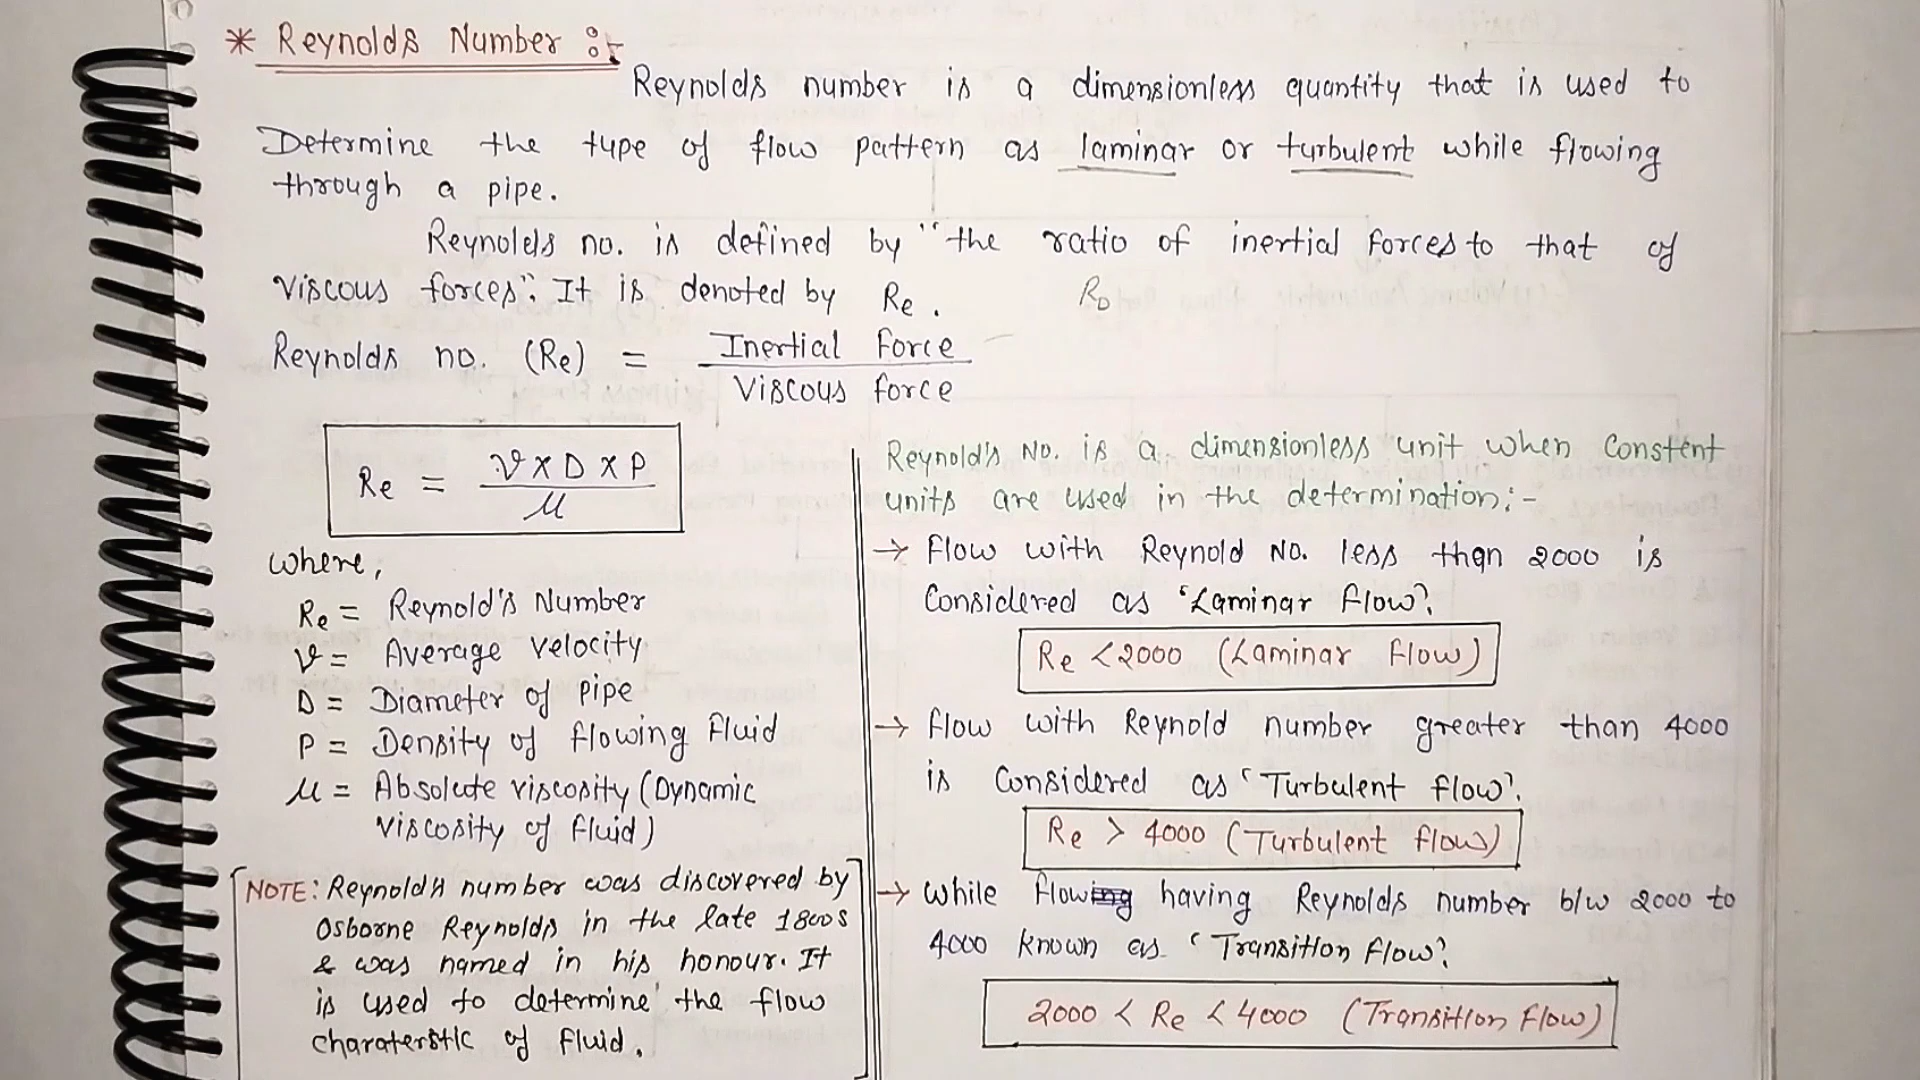 * Reynolds Number :-
Reynolds number is a dimensionless quantity that is used to
Determine the type of flow pattern as laminar or turbulent while flowing
through a pipe.
Reynolds no. is defined by "the ratio of inertial forces to that of
viscous forces". It is denoted by Re. R_D
Reynolds no. (Re) = Inertial Force / Viscous force
Re = v x D x P / μ
where,
Re = Reynold's Number
v = Average velocity
D = Diameter of pipe
P = Density of flowing Fluid
μ = Absolute viscosity (Dynamic
viscosity of fluid)
NOTE: Reynold's number was discovered by
Osborne Reynolds in the late 1800s
& was named in his honour. It
is used to determine the flow
charaterstic of fluid.
Reynold's No. is a dimensionless unit when Constent
units are used in the determination:-
→ Flow with Reynold No. less than 2000 is
Considered as 'Laminar flow'.
Re < 2000 (Laminar flow)
→ flow with Reynold number greater than 4000
is Considered as 'Turbulent flow'.
Re > 4000 (Turbulent flow)
→ while flowing having Reynolds number b/w 2000 to
4000 known as 'Transition Flow'.
2000 < Re < 4000 (Transition Flow)